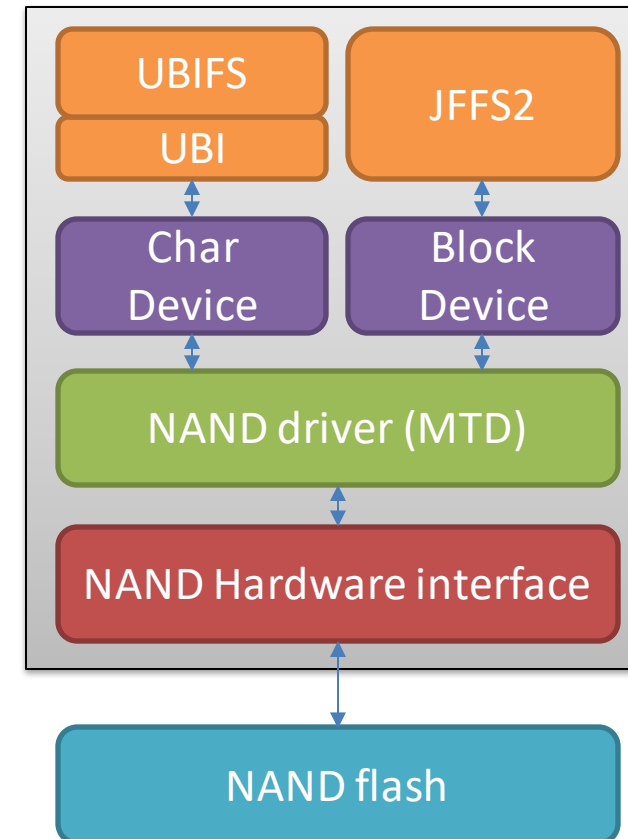 UBIFS
UBI
JFFS2
Char
Device
Block
Device
NAND driver (MTD)
NAND Hardware interface
NAND flash